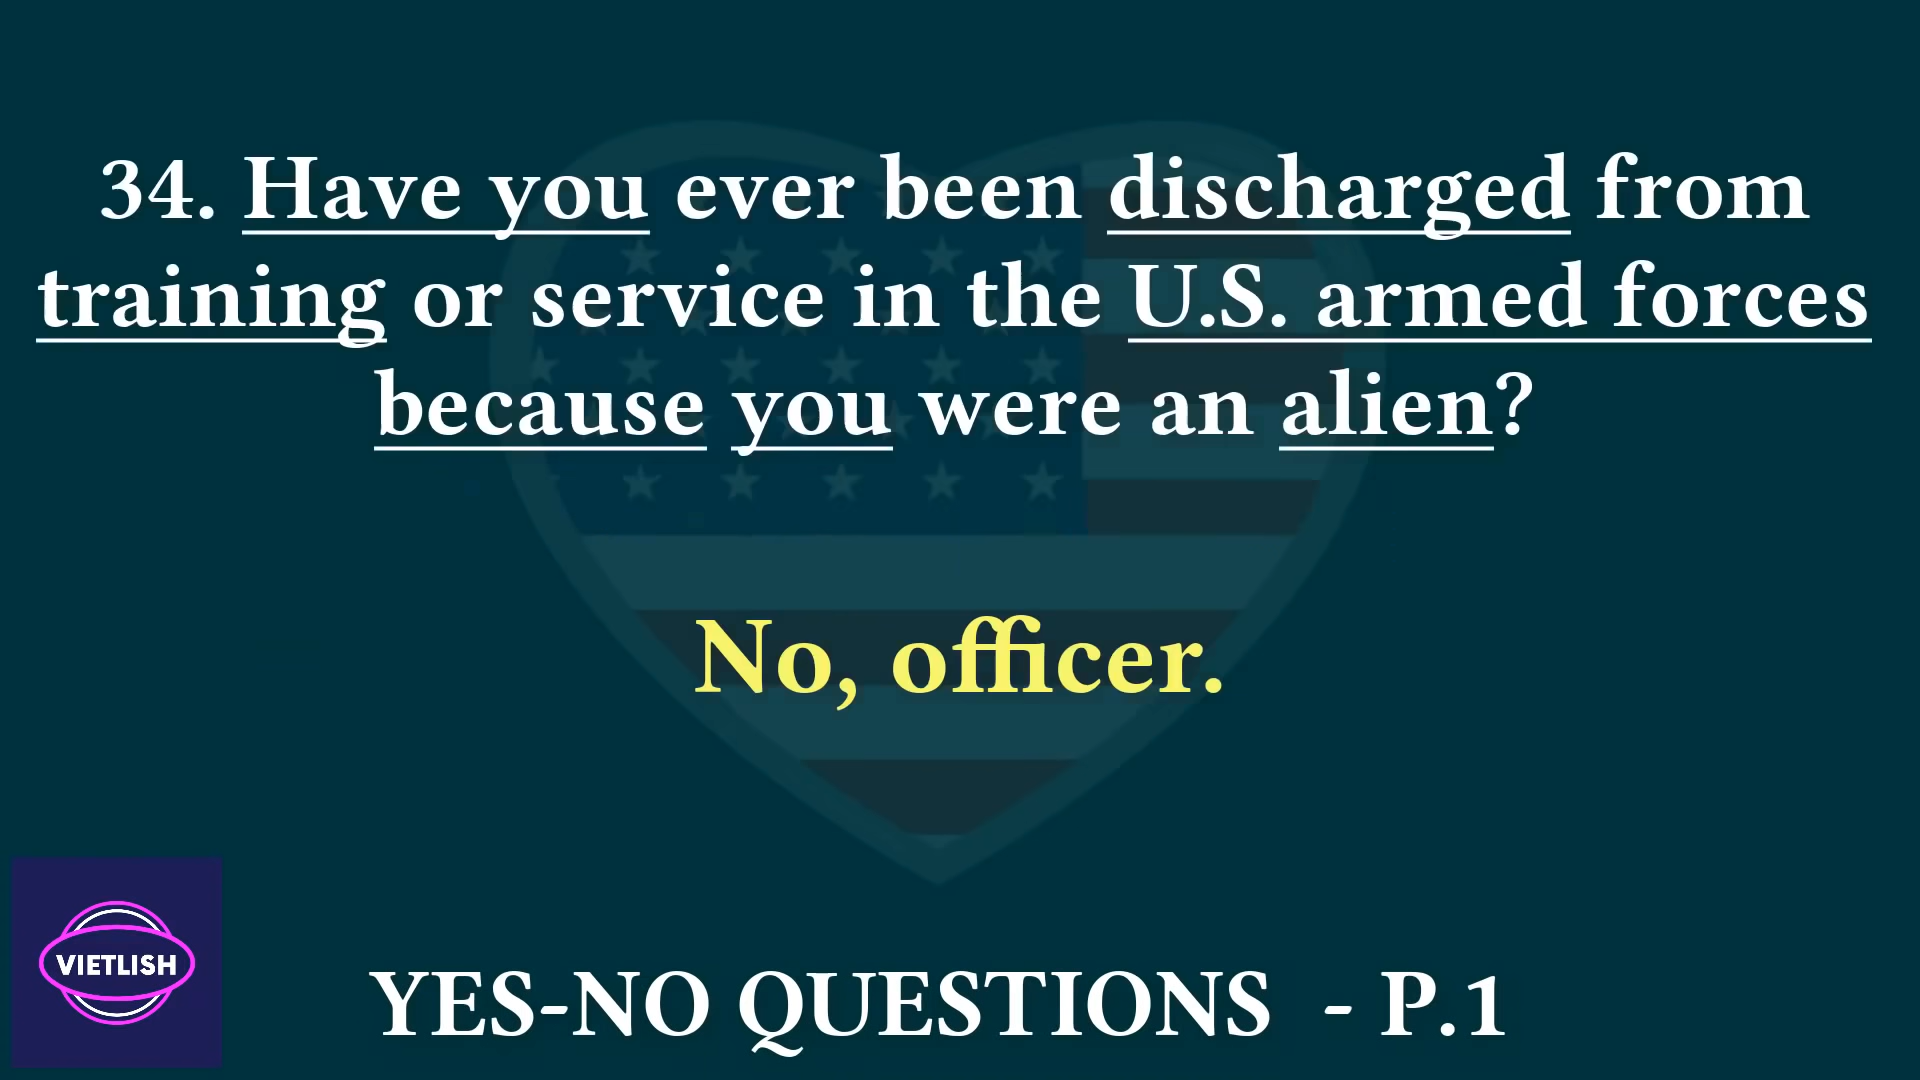 34. Have you ever been discharged from
training or service in the U.S. armed forces
because you were an alien?
No, officer.
VIETLISH
YES-NO QUESTIONS - P.1